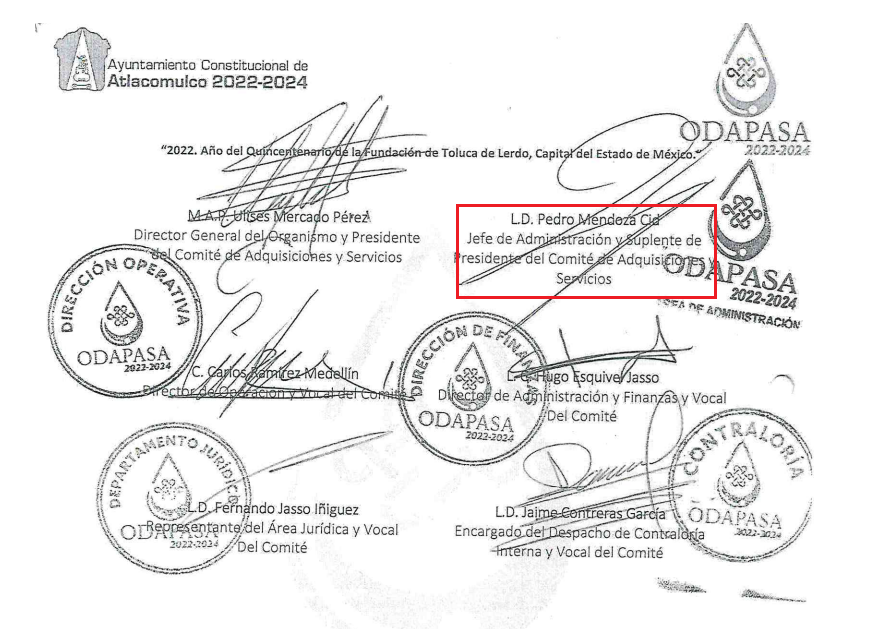 Ayuntamiento Constitucional de
Atlacomulco 2022-2024
ODAPASA
2022-2024
"2022. Año del Quincentenario de la Fundación de Toluca de Lerdo, Capital del Estado de México."
M.A.P. Ulises Mercado Pérez
Director General del Organismo y Presidente
del Comité de Adquisiciones y Servicios
L.D. Pedro Mendoza Cid
Jefe de Administración y Suplente de
Presidente del Comité de Adquisiciones y
Servicios
ODAPASA
2022-2024
ÁREA DE ADMINISTRACIÓN
DIRECCIÓN OPERATIVA
ODAPASA
2022-2024
C. Carlos Ramírez Medellín
Director de Operación y Vocal del Comité
DIRECCIÓN DE FINANZAS
ODAPASA
2022-2024
L.C. Hugo Esquivel Jasso
Director de Administración y Finanzas y Vocal
Del Comité
DEPARTAMENTO JURÍDICO
ODAPASA
2022-2024
L.D. Fernando Jasso Iñiguez
Representante del Área Jurídica y Vocal
Del Comité
L.D. Jaime Contreras García
Encargado del Despacho de Contraloría
Interna y Vocal del Comité
CONTRALORÍA
ODAPASA
2022-2024